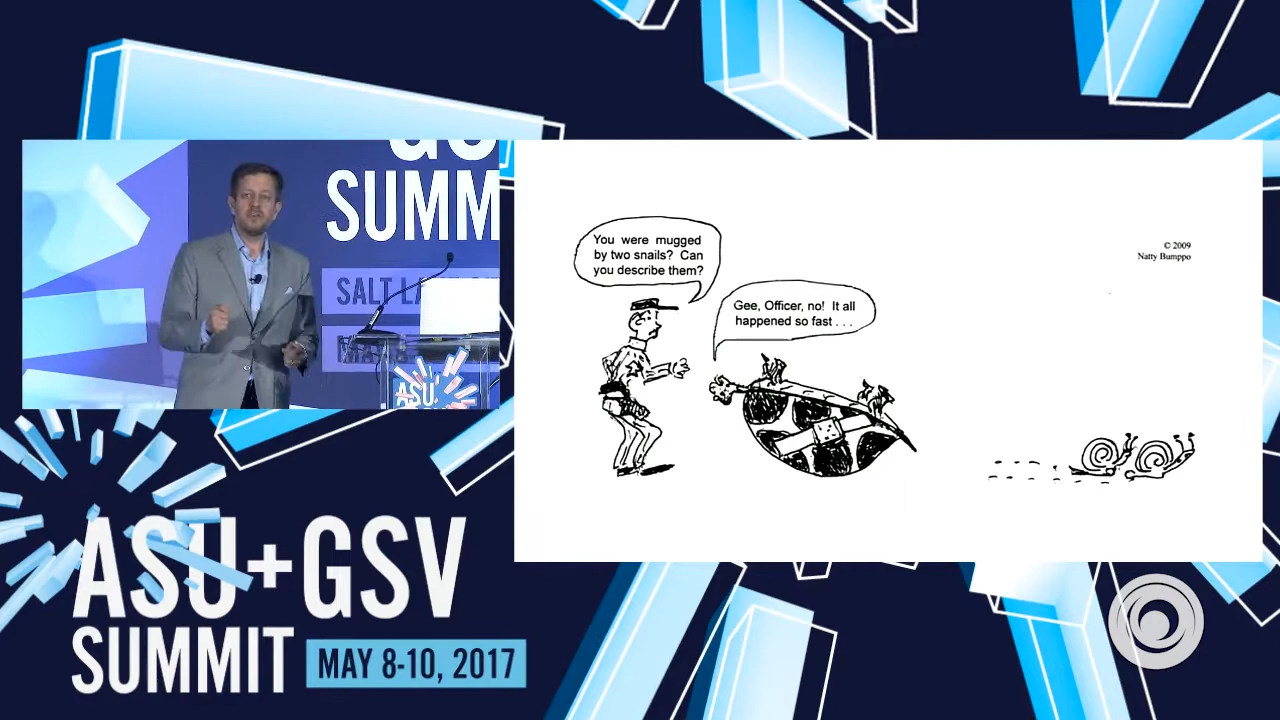 SUMM
SALT LA
You were mugged
by two snails? Can
you describe them?
Gee, Officer, no! It all
happened so fast . . .
© 2009
Natty Bumppo
ASU+GSV
SUMMIT
MAY 8-10, 2017